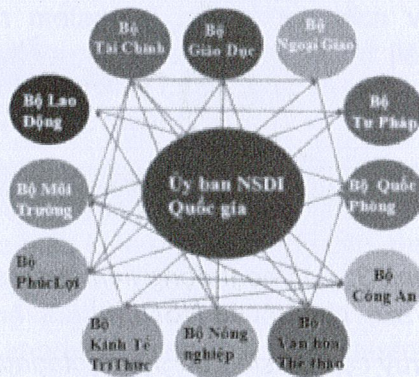 Bộ
Tài Chính
Bộ
Giáo Dục
Bộ
Ngoại Giao
Bộ Lao
Động
Bộ
Tư Pháp
Ủy ban NSDI
Quốc gia
Bộ Môi
Trường
Bộ Quốc
Phòng
Bộ
Phúc Lợi
Bộ
Công An
Bộ
Kinh Tế
Tri Thức
Bộ Nông
nghiệp
Bộ
Văn hóa
Thể thao